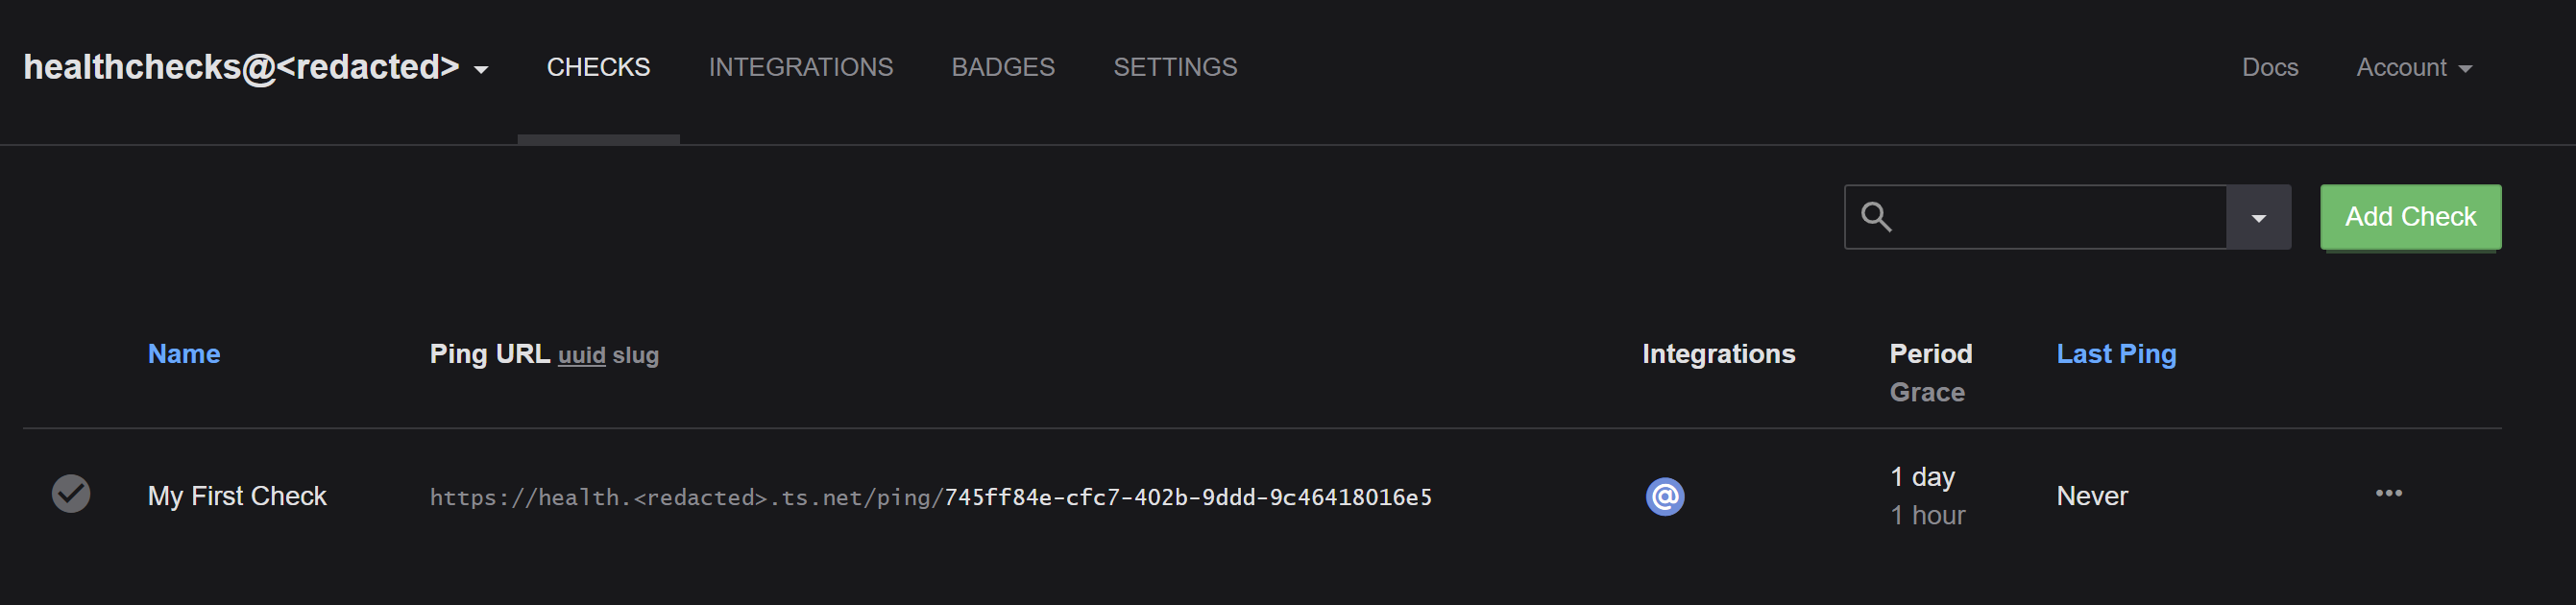 healthchecks@<redacted> CHECKS INTEGRATIONS BADGES SETTINGS Docs Account
Add Check
Name Ping URL uuid slug Integrations Period Last Ping
Grace
My First Check https://health.<redacted>.ts.net/ping/745ff84e-cfc7-402b-9ddd-9c46418016e5 @ 1 day Never
1 hour